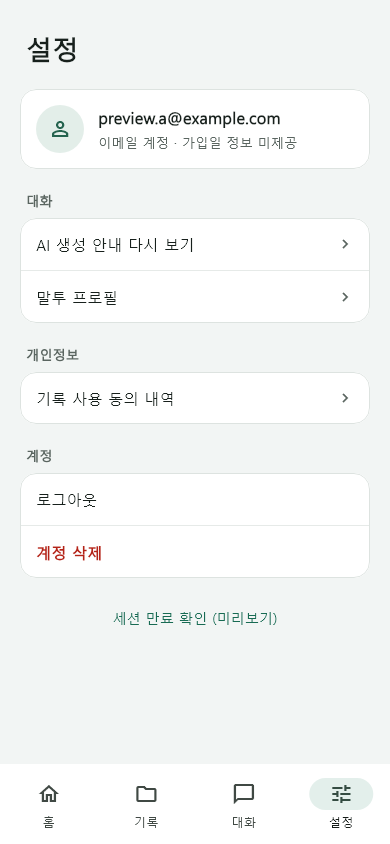 설정
preview.a@example.com
이메일 계정 · 가입일 정보 미제공
대화
AI 생성 안내 다시 보기
말투 프로필
개인정보
기록 사용 동의 내역
계정
로그아웃
계정 삭제
세션 만료 확인 (미리보기)
홈
기록
대화
설정